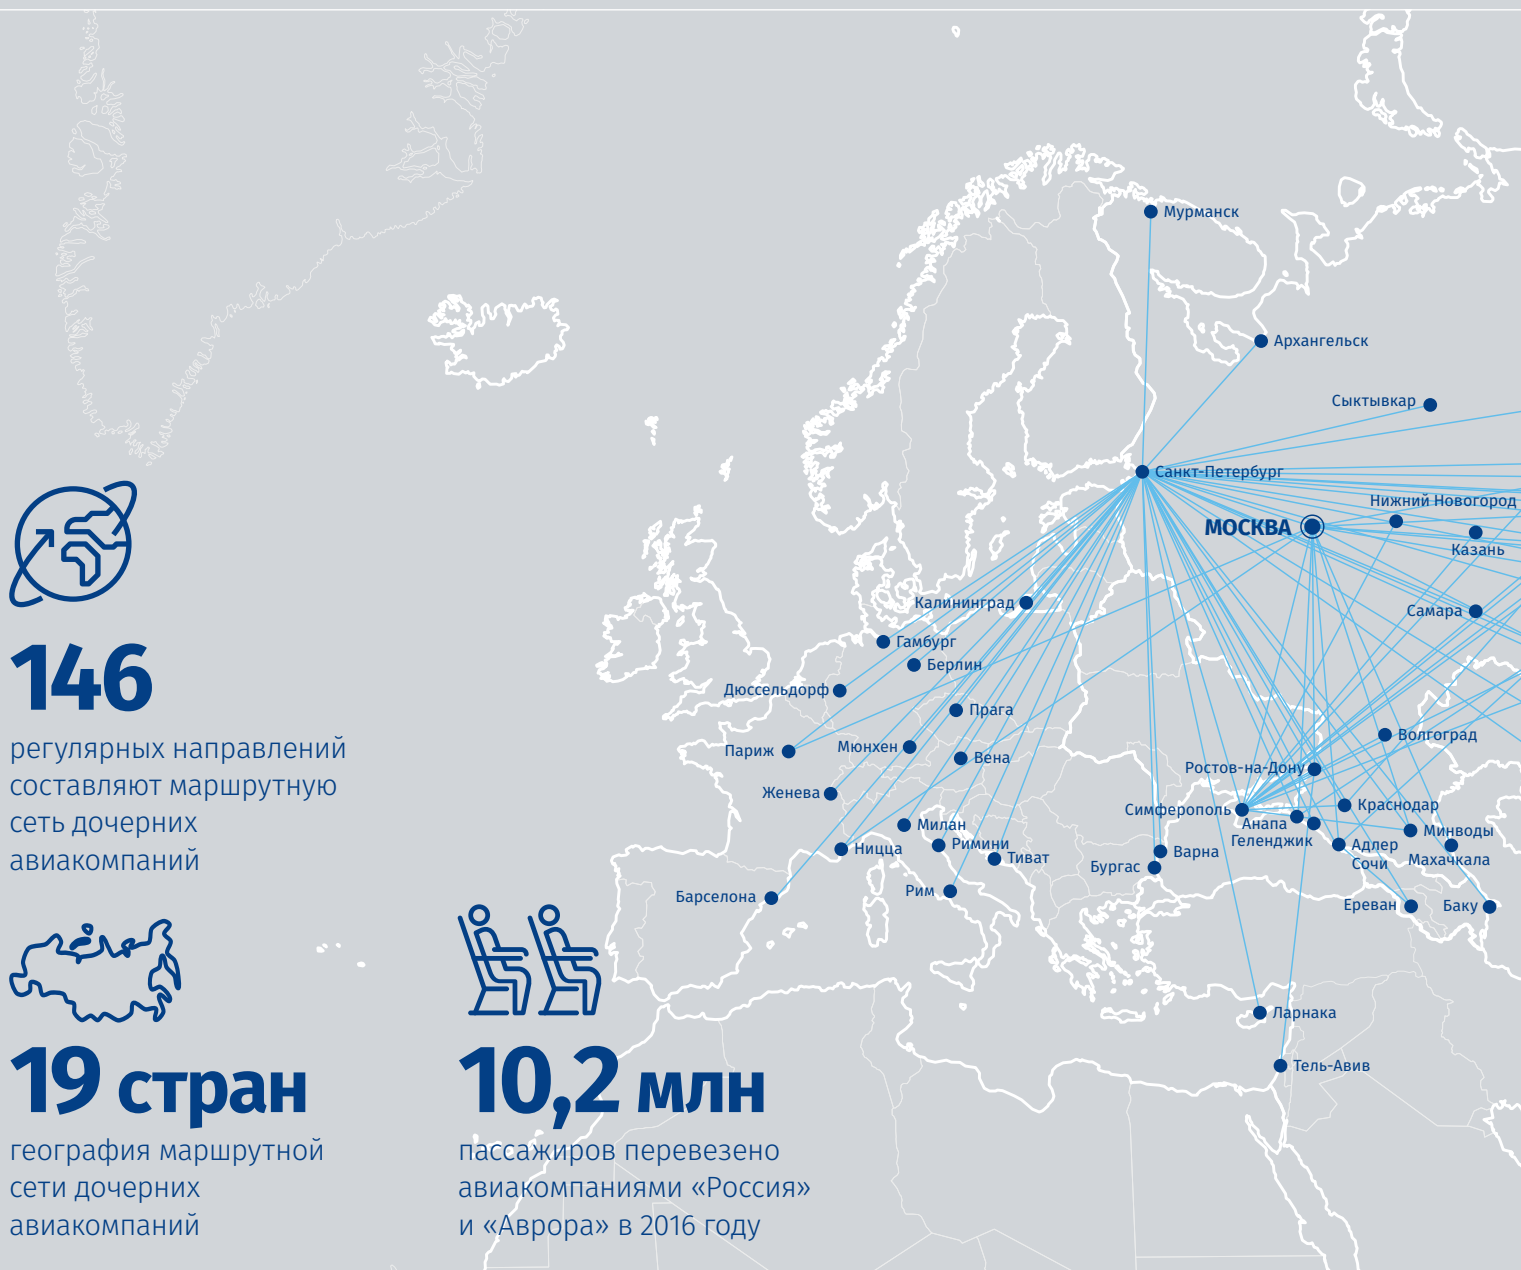 Мурманск
Архангельск
Сыктывкар
Санкт-Петербург
Нижний Новогород
МОСКВА
Казань
Калининград
Самара
Гамбург
Берлин
Дюссельдорф
Прага
Волгоград
Париж
Мюнхен
Вена
Ростов-на-Дону
Женева
Симферополь
Краснодар
Анапа
Милан
Минводы
Геленджик
Римини
Адлер
Сочи
Ницца
Тиват
Варна
Махачкала
Бургас
Рим
Барселона
Ереван
Баку
Ларнака
Тель-Авив
146
регулярных направлений
составляют маршрутную
сеть дочерних
авиакомпаний
19 стран
география маршрутной
сети дочерних
авиакомпаний
10,2 млн
пассажиров перевезено
авиакомпаниями «Россия»
и «Аврора» в 2016 году